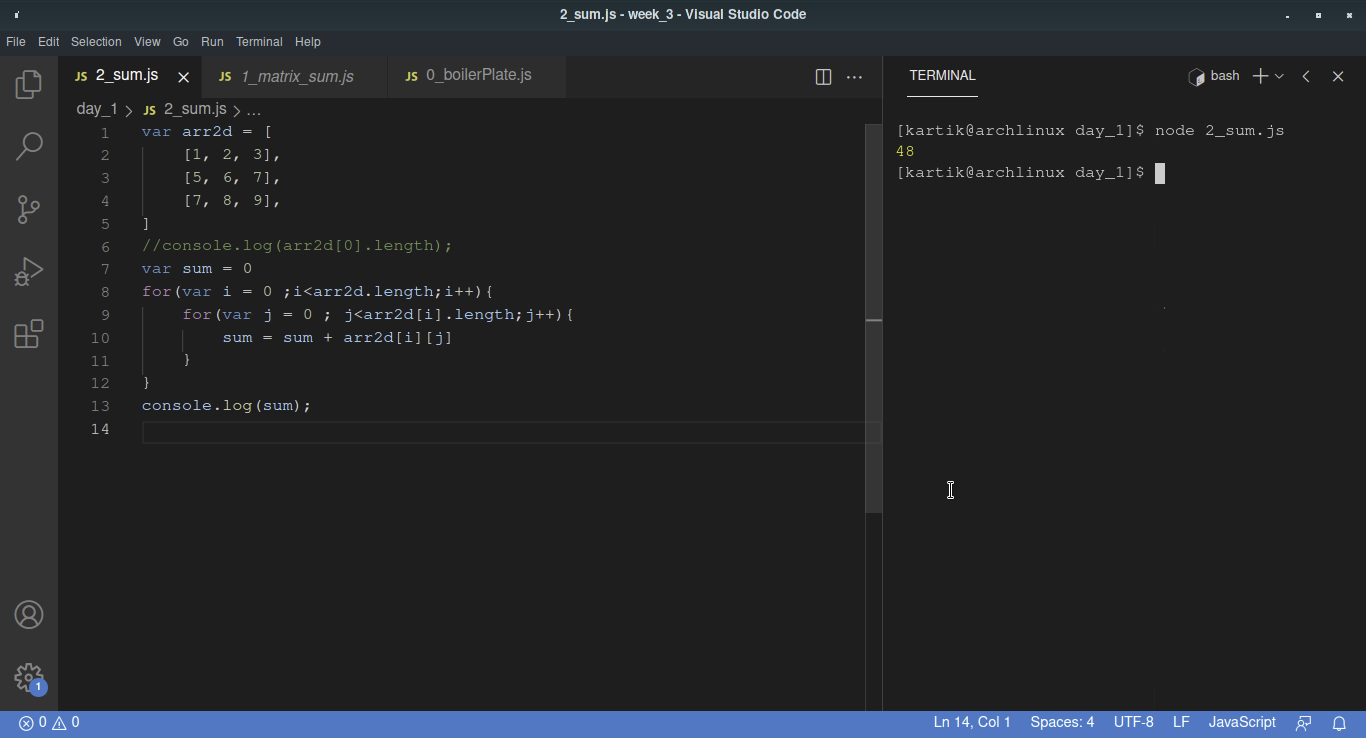 2_sum.js - week_3 - Visual Studio Code
File Edit Selection View Go Run Terminal Help
JS 2_sum.js JS 1_matrix_sum.js JS 0_boilerPlate.js
day_1 > JS 2_sum.js > ...
1 var arr2d = [
2     [1, 2, 3],
3     [5, 6, 7],
4     [7, 8, 9],
5 ]
6 //console.log(arr2d[0].length);
7 var sum = 0
8 for(var i = 0 ;i<arr2d.length;i++){
9     for(var j = 0 ; j<arr2d[i].length;j++){
10         sum = sum + arr2d[i][j]
11     }
12 }
13 console.log(sum);
14
TERMINAL
bash
[kartik@archlinux day_1]$ node 2_sum.js
48
[kartik@archlinux day_1]$
1
0 0
Ln 14, Col 1 Spaces: 4 UTF-8 LF JavaScript